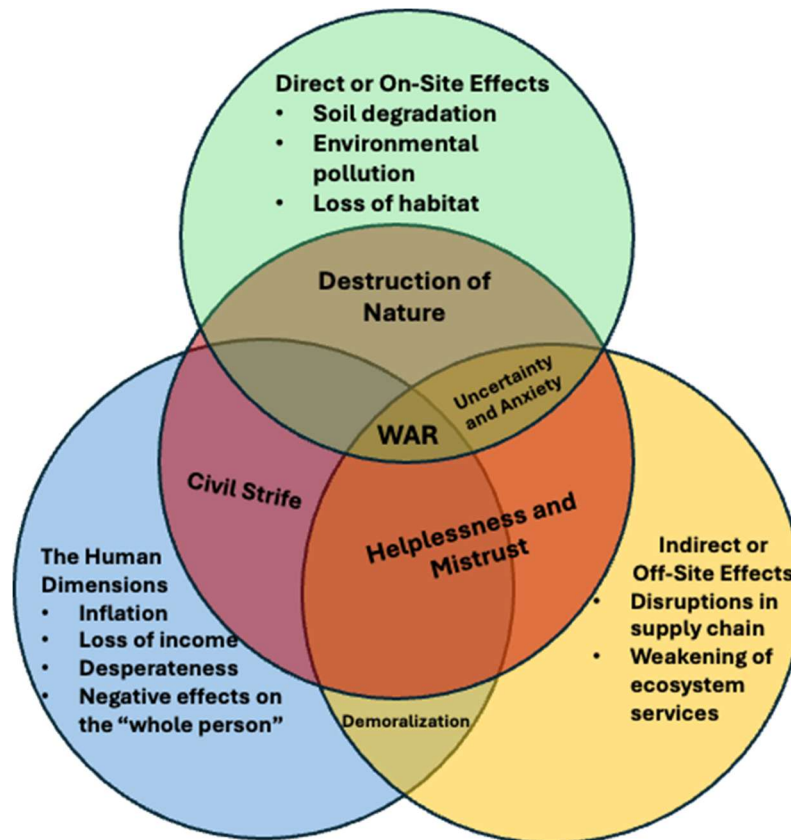 Direct or On-Site Effects
• Soil degradation
• Environmental
pollution
• Loss of habitat
Destruction of
Nature
Uncertainty
and Anxiety
WAR
Civil Strife
Helplessness and
Mistrust
The Human
Dimensions
• Inflation
• Loss of income
• Desperateness
• Negative effects on
the “whole person”
Indirect or
Off-Site Effects
• Disruptions in
supply chain
• Weakening of
ecosystem
services
Demoralization